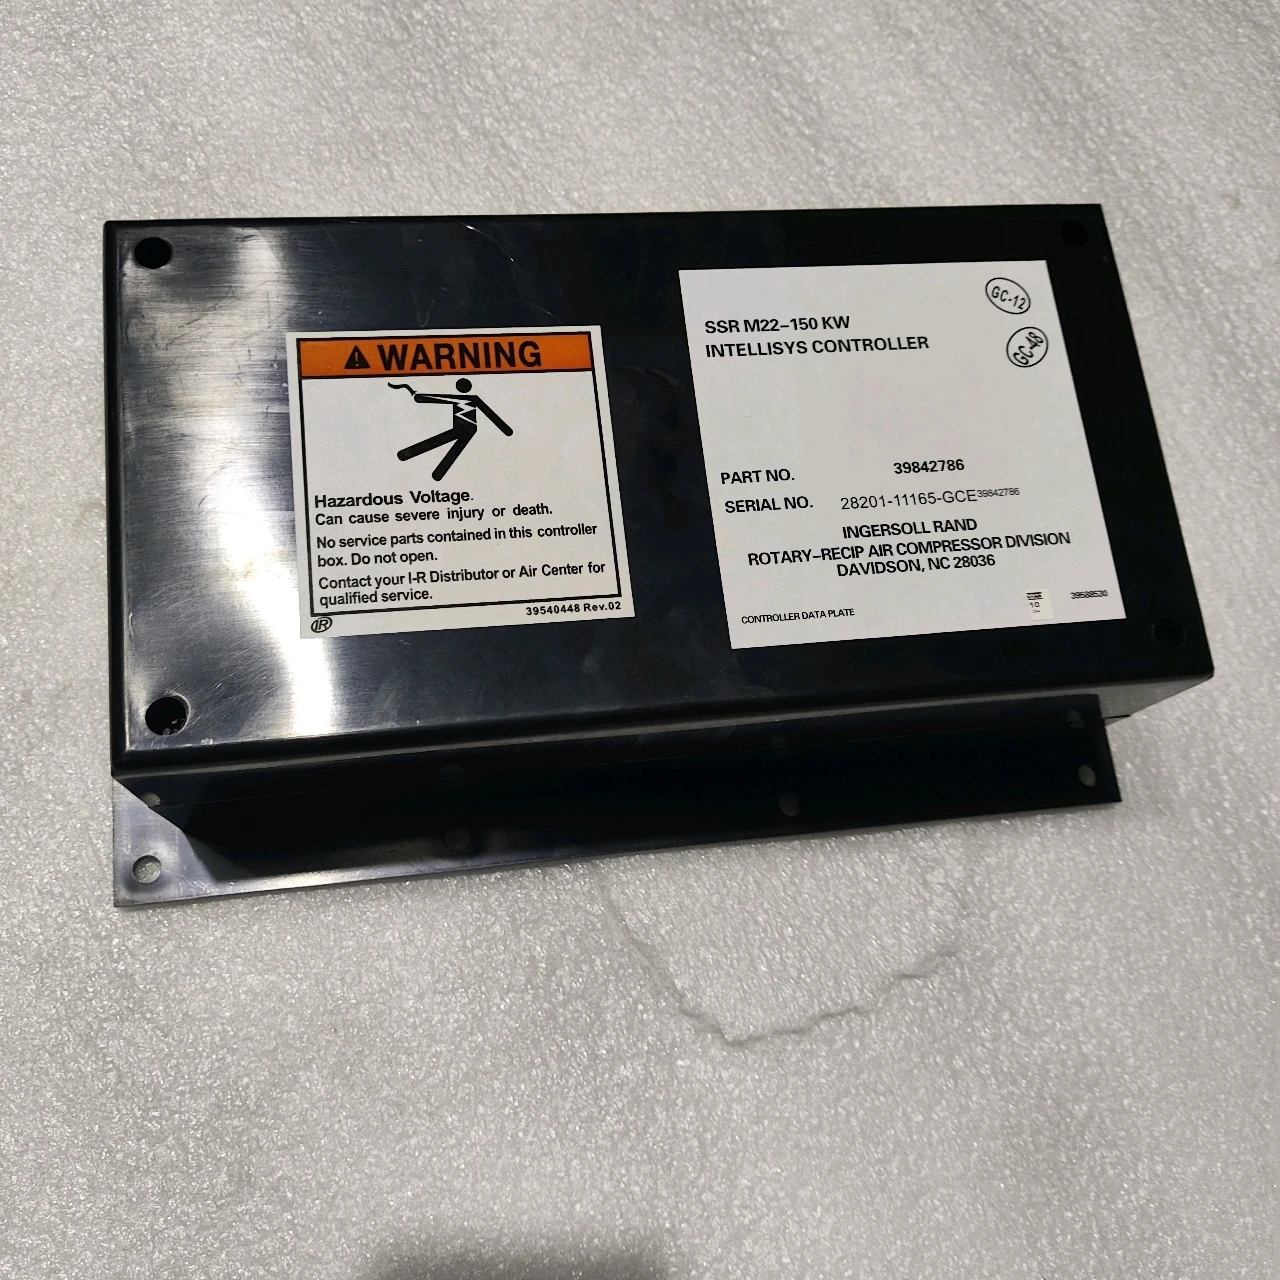 WARNING
Hazardous Voltage.
Can cause severe injury or death.
No service parts contained in this controller
box. Do not open.
Contact your I-R Distributor or Air Center for
qualified service.
39540448 Rev.02
IR
GC-12
GC-48
SSR M22-150 KW
INTELLISYS CONTROLLER
PART NO. 39842786
SERIAL NO. 28201-11165-GCE39842786
INGERSOLL RAND
ROTARY-RECIP AIR COMPRESSOR DIVISION
DAVIDSON, NC 28036
CONTROLLER DATA PLATE
10
39588530